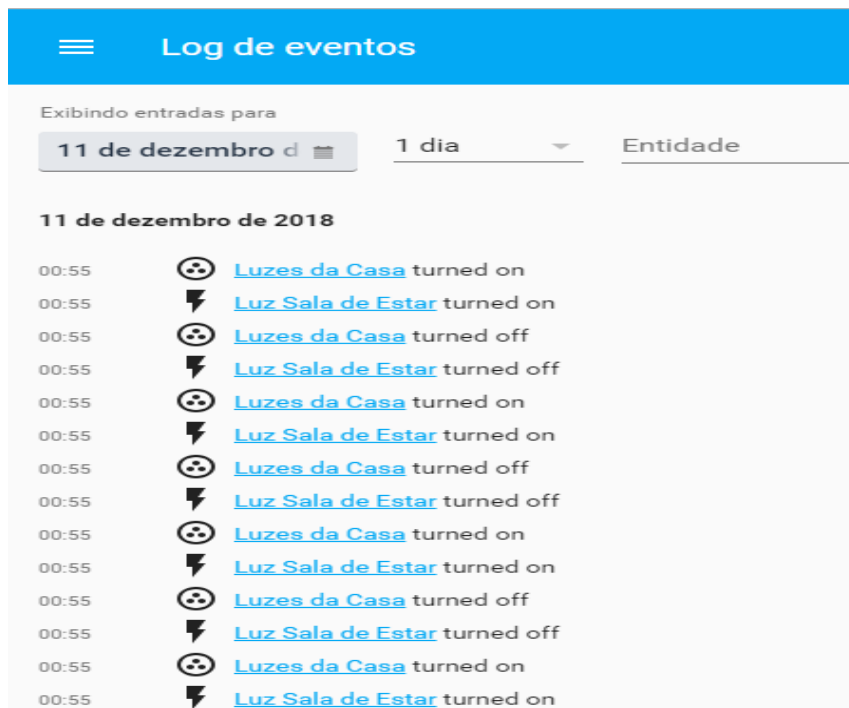 Log de eventos
Exibindo entradas para
11 de dezembro d
1 dia
Entidade
11 de dezembro de 2018
00:55 Luzes da Casa turned on
00:55 Luz Sala de Estar turned on
00:55 Luzes da Casa turned off
00:55 Luz Sala de Estar turned off
00:55 Luzes da Casa turned on
00:55 Luz Sala de Estar turned on
00:55 Luzes da Casa turned off
00:55 Luz Sala de Estar turned off
00:55 Luzes da Casa turned on
00:55 Luz Sala de Estar turned on
00:55 Luzes da Casa turned off
00:55 Luz Sala de Estar turned off
00:55 Luzes da Casa turned on
00:55 Luz Sala de Estar turned on